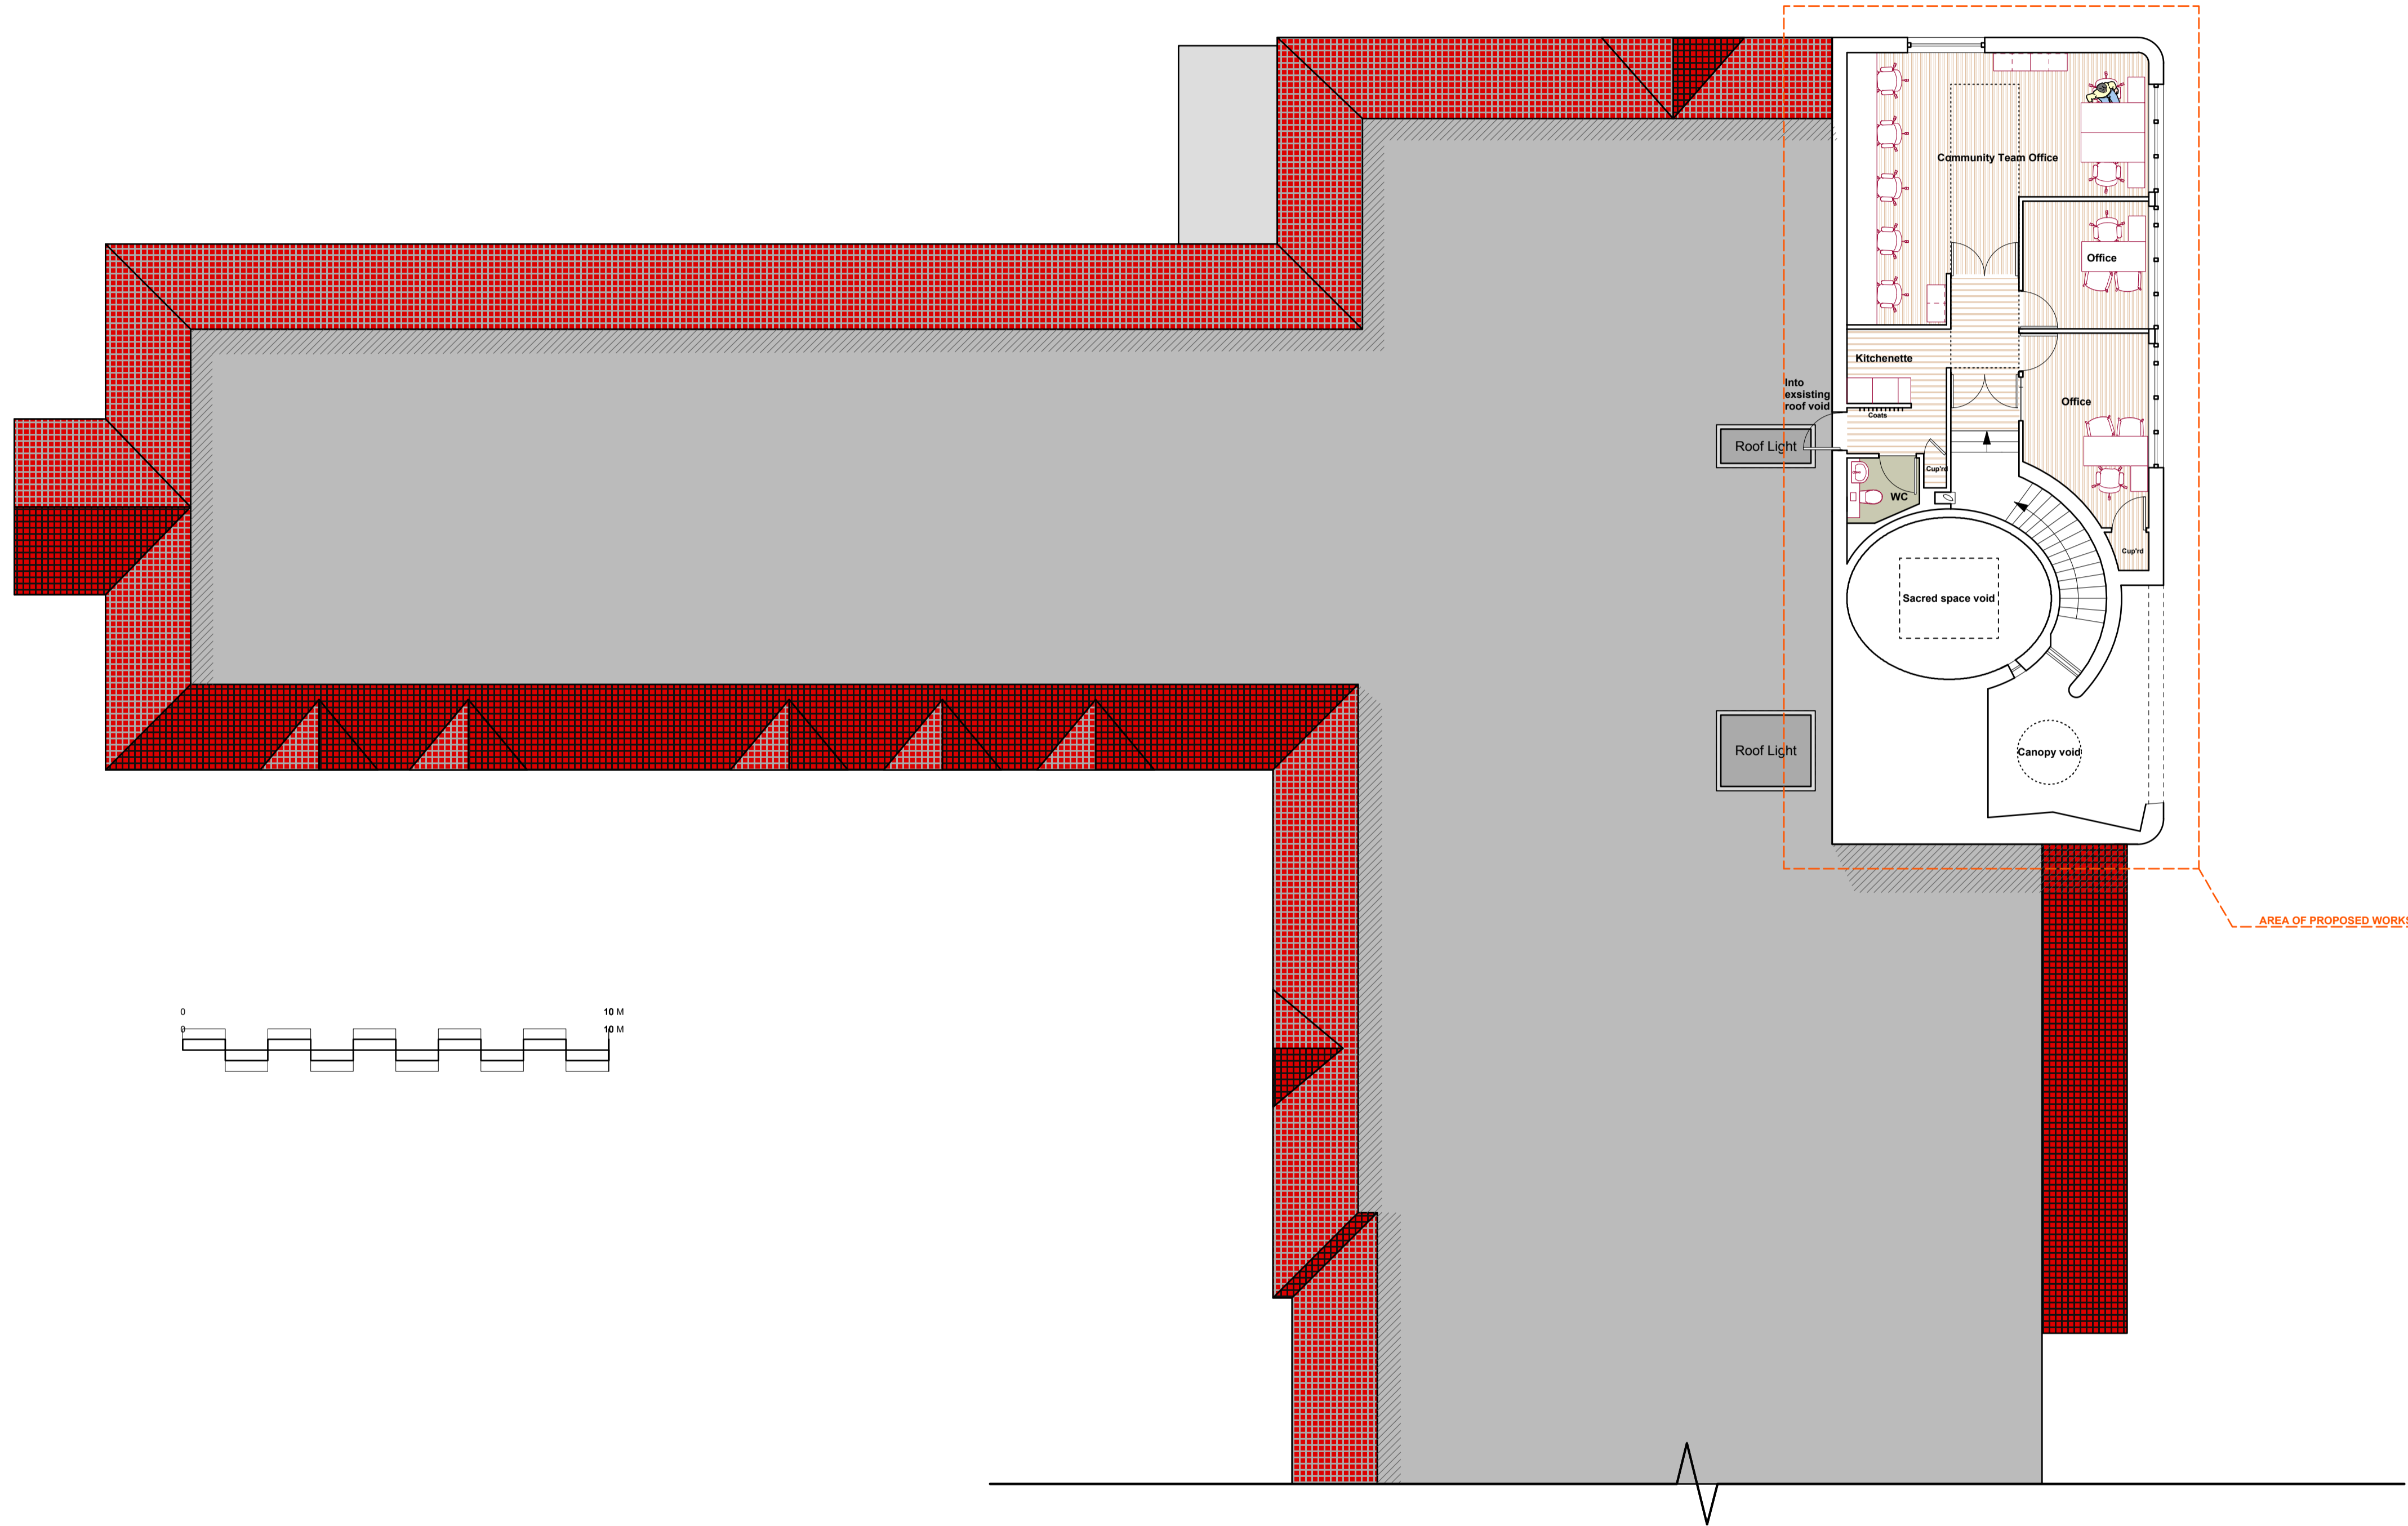 Community Team Office
Office
Kitchenette
Into
exsisting
roof void
Coats
Office
Roof Light
Cup'rd
WC
Cup'rd
Sacred space void
Roof Light
Canopy void
AREA OF PROPOSED WORKS
0 10 M
0 10 M